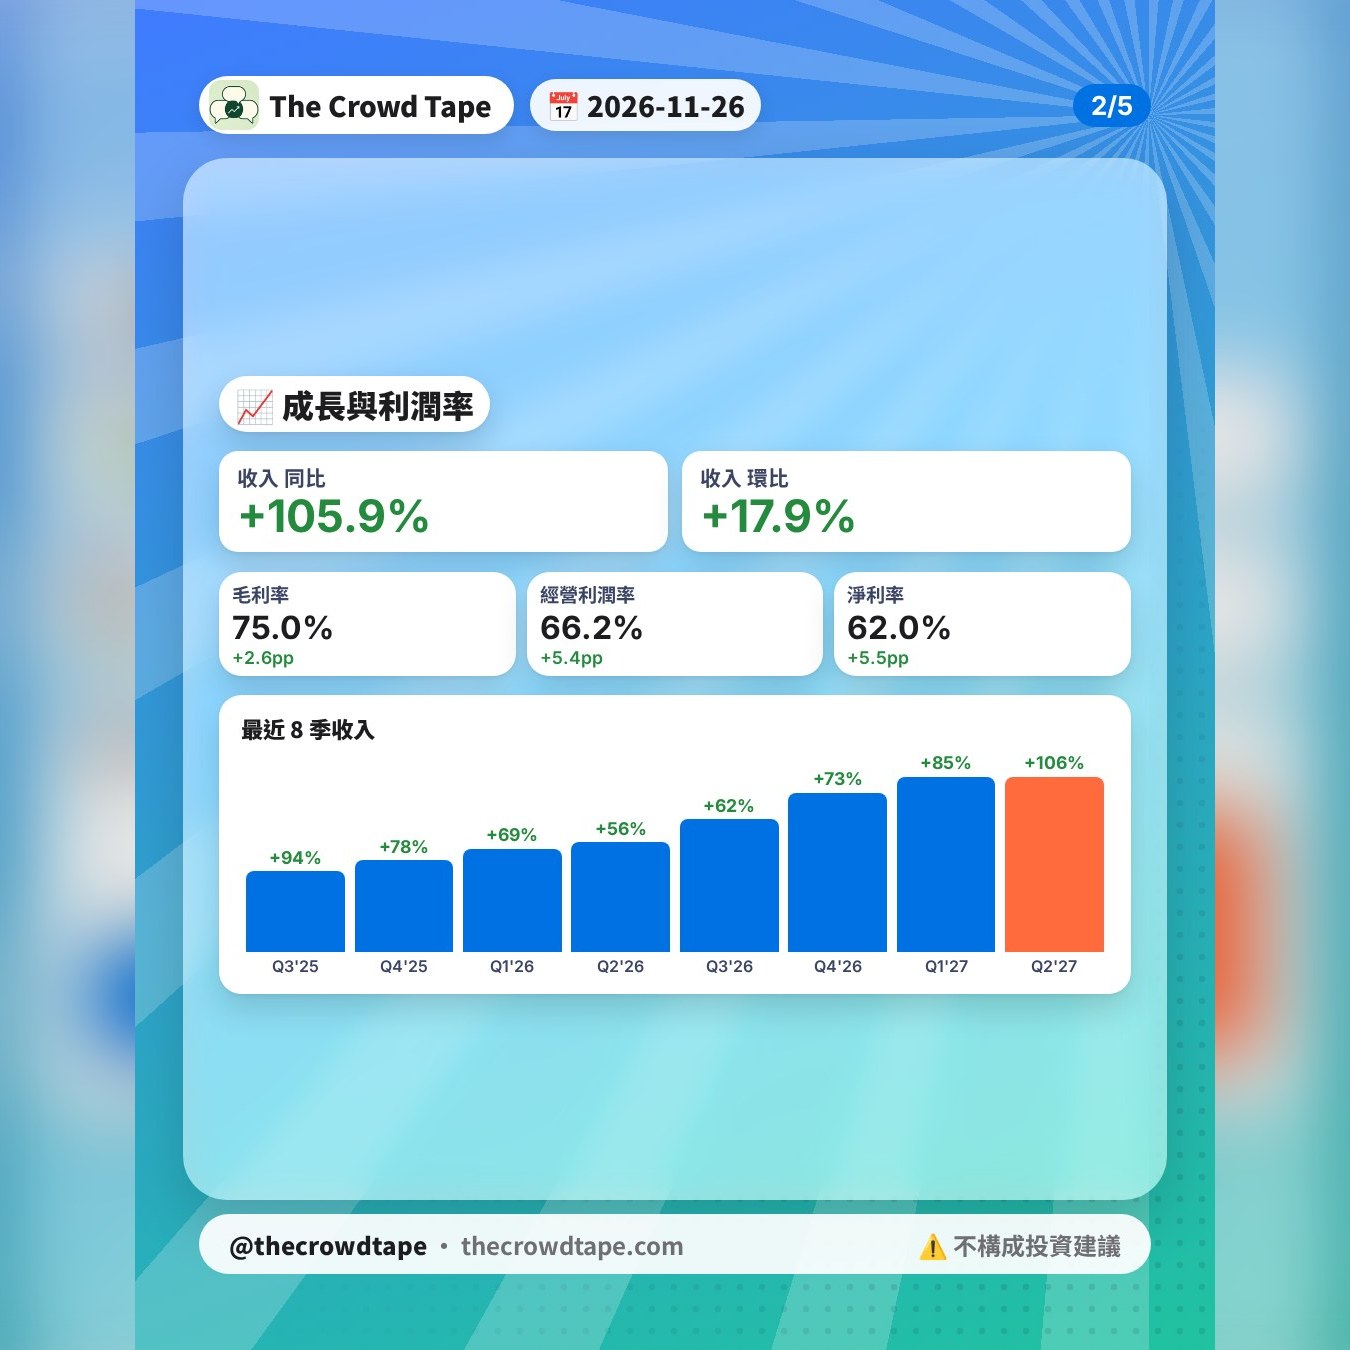 The Crowd Tape
📅 2026-11-26
2/5
📈 成長與利潤率
收入 同比
+105.9%
收入 環比
+17.9%
毛利率
75.0%
+2.6pp
經營利潤率
66.2%
+5.4pp
淨利率
62.0%
+5.5pp
最近 8 季收入
+94% +78% +69% +56% +62% +73% +85% +106%
Q3'25 Q4'25 Q1'26 Q2'26 Q3'26 Q4'26 Q1'27 Q2'27
@thecrowdtape • thecrowdtape.com
⚠️ 不構成投資建議